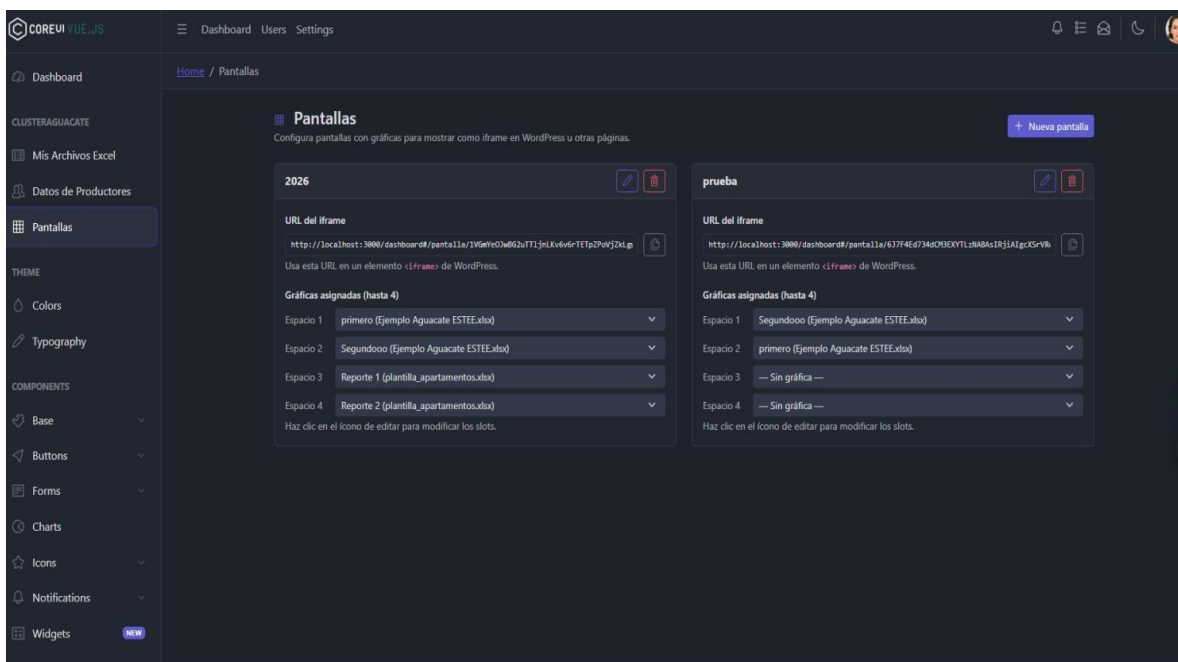 COREUI VUE.JS
Dashboard Users Settings
Dashboard
CLUSTERAGUACATE
Mis Archivos Excel
Datos de Productores
Pantallas
THEME
Colors
Typography
COMPONENTS
Base
Buttons
Forms
Charts
Icons
Notifications
Widgets NEW
Home / Pantallas
Pantallas
Configura pantallas con gráficas para mostrar como iframe en WordPress u otras páginas.
+ Nueva pantalla
2026
URL del iframe
Usa esta URL en un elemento <iframe> de WordPress.
Gráficas asignadas (hasta 4)
Espacio 1 primero (Ejemplo Aguacate ESTEE.xlsx)
Espacio 2 Segundooo (Ejemplo Aguacate ESTEE.xlsx)
Espacio 3 Reporte 1 (plantilla_apartamentos.xlsx)
Espacio 4 Reporte 2 (plantilla_apartamentos.xlsx)
Haz clic en el ícono de editar para modificar los slots.
prueba
URL del iframe
Usa esta URL en un elemento <iframe> de WordPress.
Gráficas asignadas (hasta 4)
Espacio 1 Segundooo (Ejemplo Aguacate ESTEE.xlsx)
Espacio 2 primero (Ejemplo Aguacate ESTEE.xlsx)
Espacio 3 — Sin gráfica —
Espacio 4 — Sin gráfica —
Haz clic en el ícono de editar para modificar los slots.